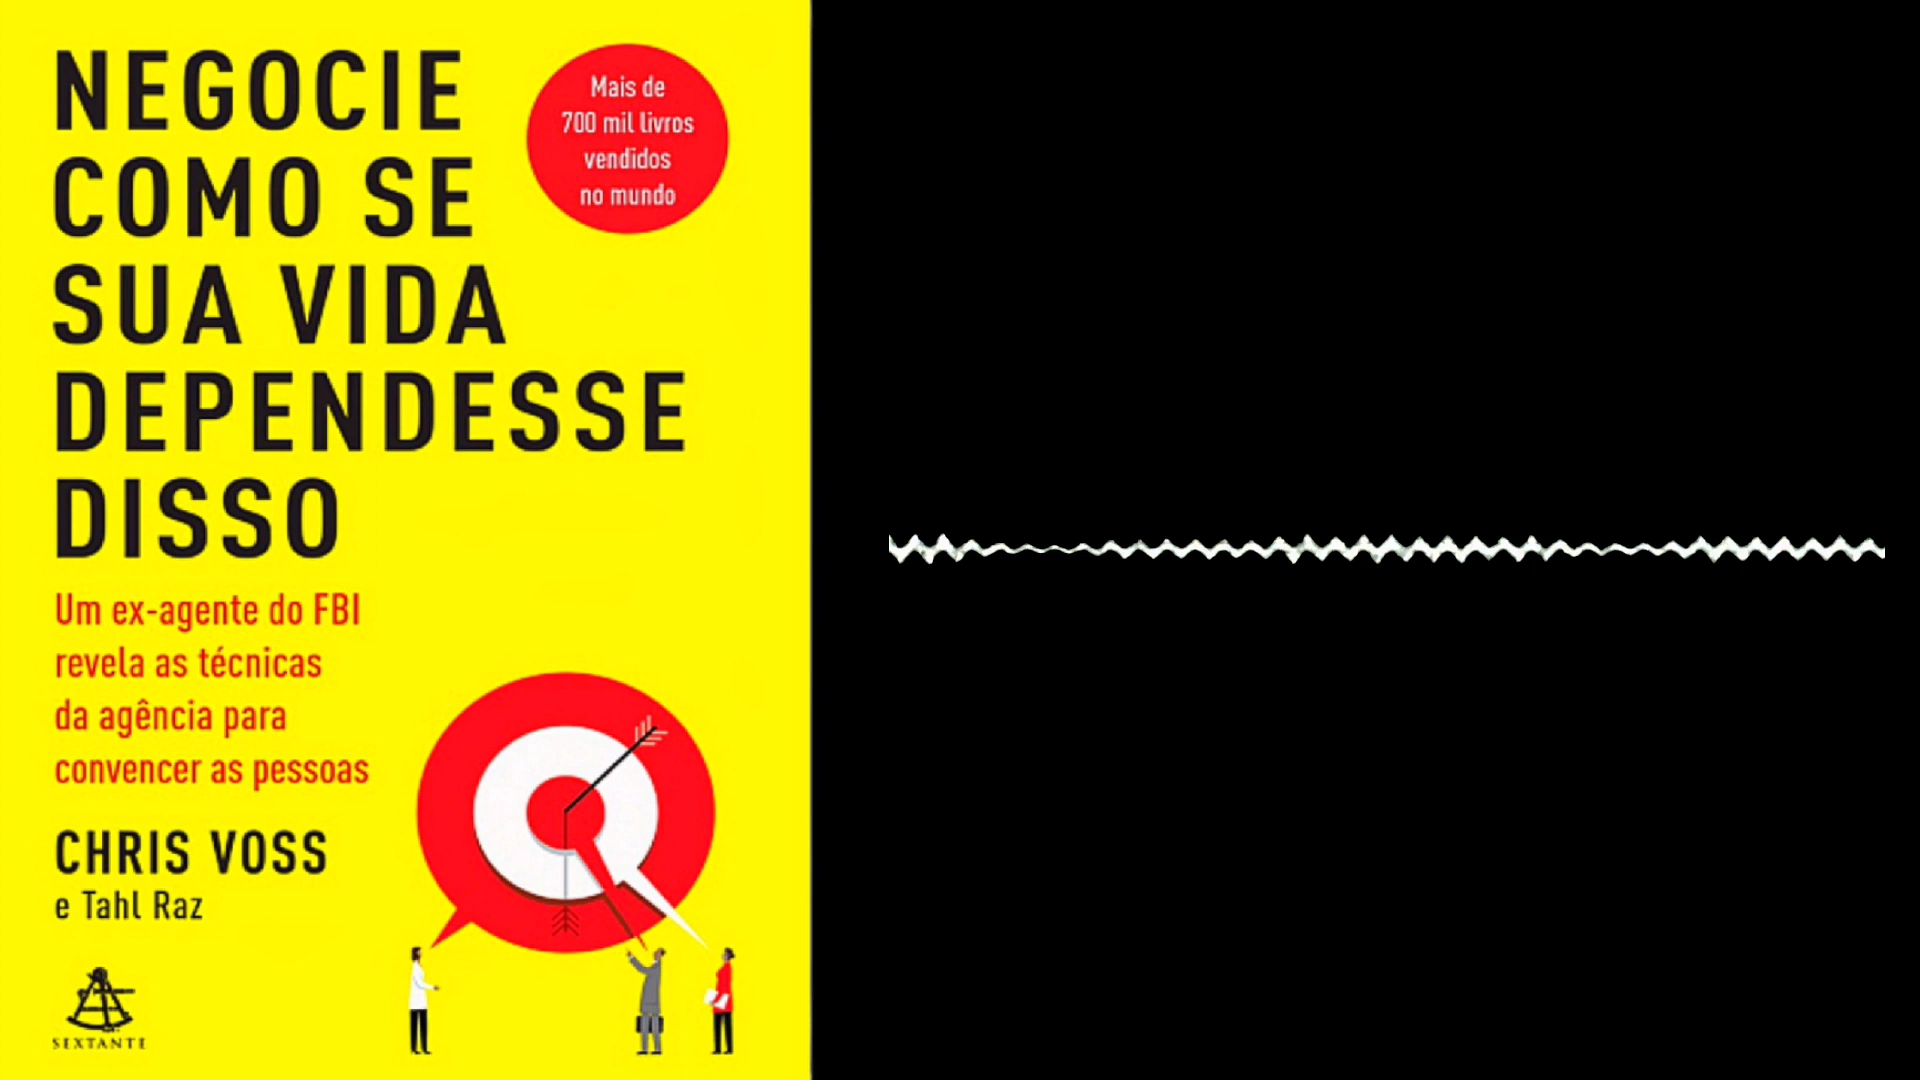 NEGOCIE
COMO SE
SUA VIDA
DEPENDESSE
DISSO
Mais de
700 mil livros
vendidos
no mundo
Um ex-agente do FBI
revela as técnicas
da agência para
convencer as pessoas
CHRIS VOSS
e Tahl Raz
SEXTANTE